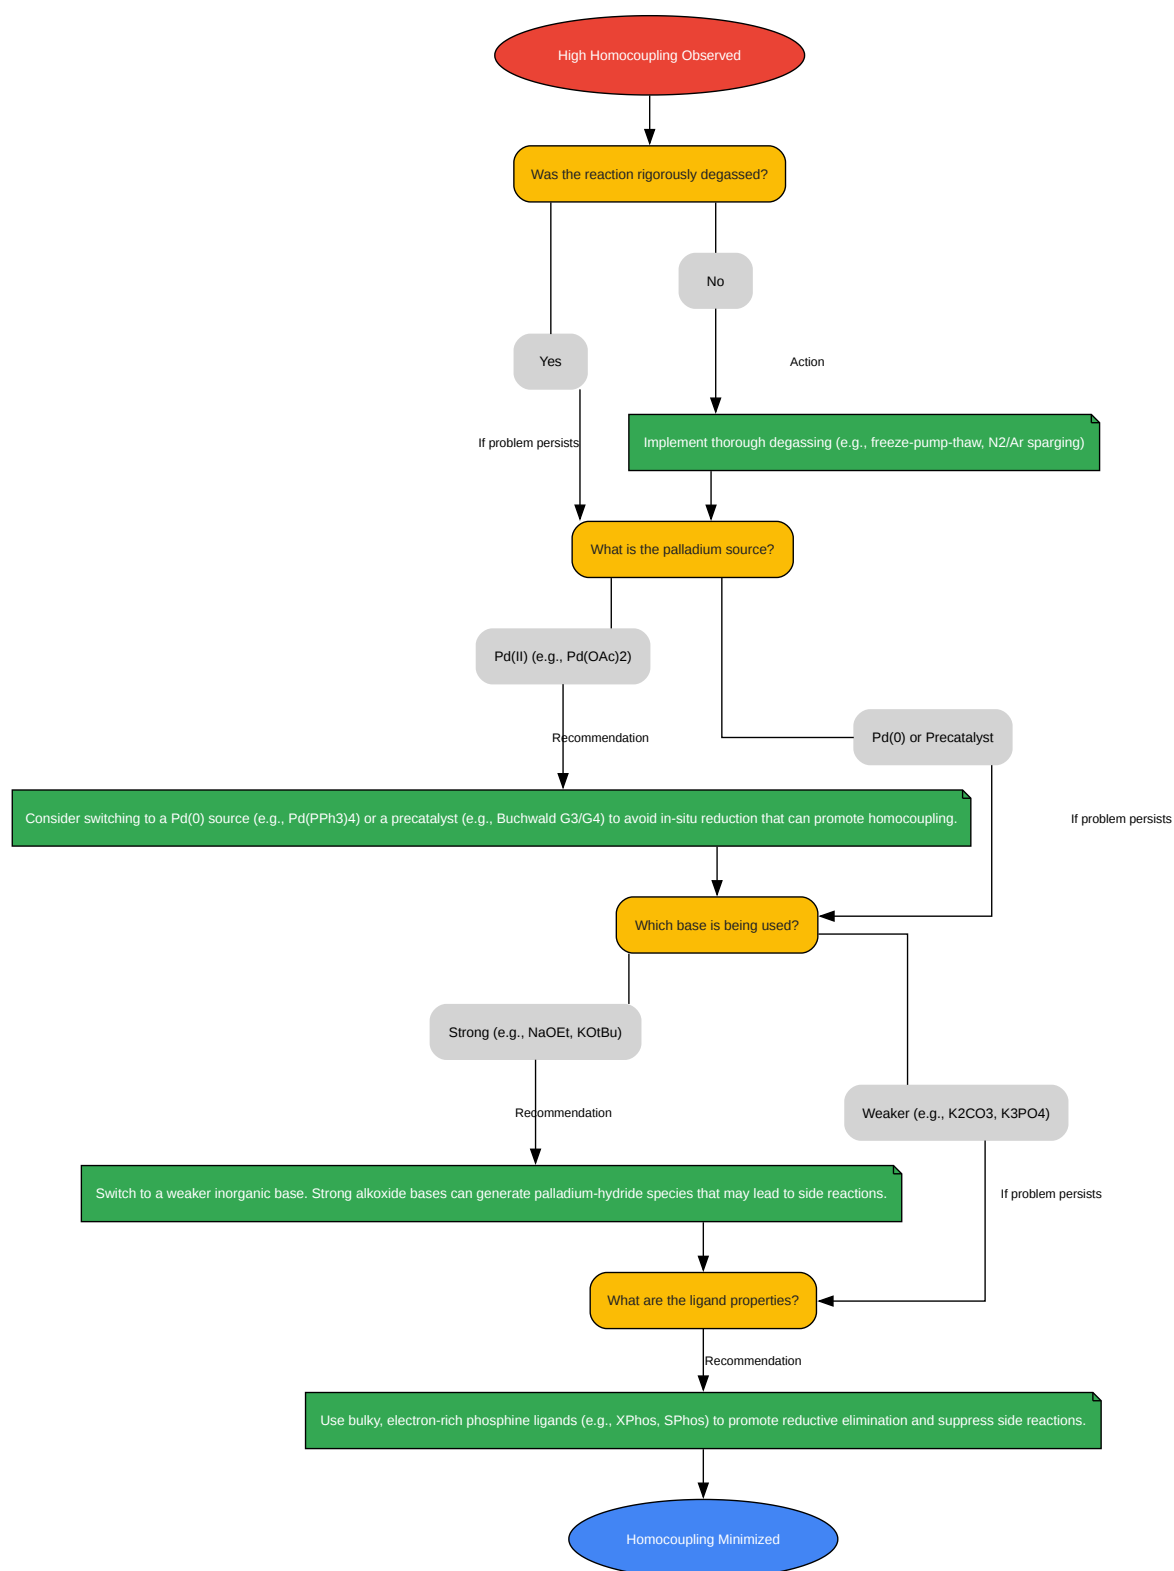 High Homocoupling Observed
Was the reaction rigorously degassed?
No
Yes
Action
If problem persists
Implement thorough degassing (e.g., freeze-pump-thaw, N2/Ar sparging)
What is the palladium source?
Pd(II) (e.g., Pd(OAc)2)
Pd(0) or Precatalyst
Recommendation
Consider switching to a Pd(0) source (e.g., Pd(PPh3)4) or a precatalyst (e.g., Buchwald G3/G4) to avoid in-situ reduction that can promote homocoupling.
If problem persists
Which base is being used?
Strong (e.g., NaOEt, KOtBu)
Weaker (e.g., K2CO3, K3PO4)
Recommendation
Switch to a weaker inorganic base. Strong alkoxide bases can generate palladium-hydride species that may lead to side reactions.
If problem persists
What are the ligand properties?
Recommendation
Use bulky, electron-rich phosphine ligands (e.g., XPhos, SPhos) to promote reductive elimination and suppress side reactions.
Homocoupling Minimized